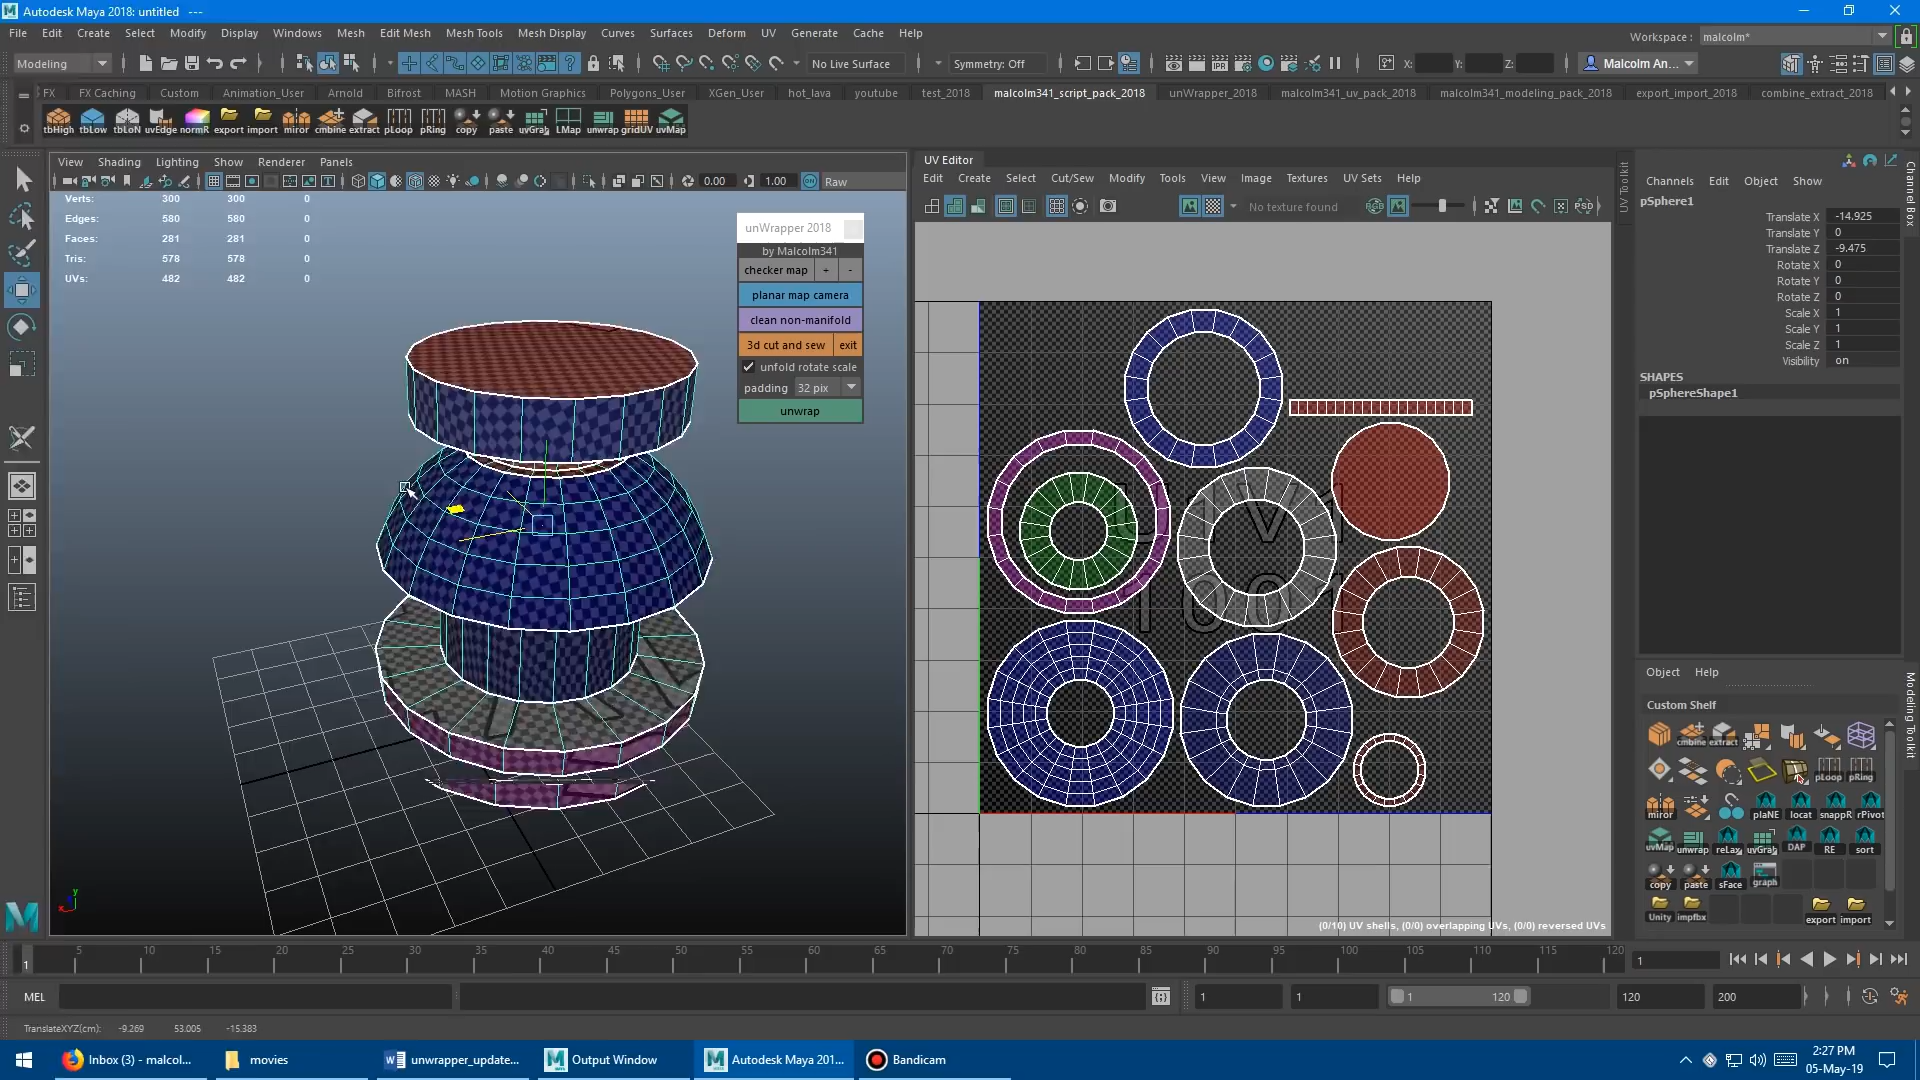 Autodesk Maya 2018: untitled   ---
File Edit Create Select Modify Display Windows Mesh Edit Mesh Mesh Tools Mesh Display Curves Surfaces Deform UV Generate Cache Help
Workspace : malcolm*
Modeling
No Live Surface
Symmetry: Off
X: Y: Z:
Malcolm An...
FX FX Caching Custom Animation_User Arnold Bifrost MASH Motion Graphics Polygons_User XGen_User hot_lava youtube test_2018 malcolm341_script_pack_2018 unWrapper_2018 malcolm341_uv_pack_2018 malcolm341_modeling_pack_2018 export_import_2018 combine_extract_2018
tbHigh tbLow tbLoN uvEdge normR export import miror cmbine extract pLoop pRing copy paste uvGrab LMap unwrap gridUV uvMap
View Shading Lighting Show Renderer Panels
0.00 1.00 Raw
Verts: 300 300 0
Edges: 580 580 0
Faces: 281 281 0
Tris: 578 578 0
UVs: 482 482 0
unWrapper 2018
by Malcolm341
checker map + -
planar map camera
clean non-manifold
3d cut and sew exit
unfold rotate scale
padding 32 pix
unwrap
UV Editor
Edit Create Select Cut/Sew Modify Tools View Image Textures UV Sets Help
No texture found
(0/10) UV shells, (0/0) overlapping UVs, (0/0) reversed UVs
UV Toolkit
Channels Edit Object Show
pSphere1
Translate X -14.925
Translate Y 0
Translate Z -9.475
Rotate X 0
Rotate Y 0
Rotate Z 0
Scale X 1
Scale Y 1
Scale Z 1
Visibility on
SHAPES
pSphereShape1
Channel Box
Object Help
Custom Shelf
cmbine extract
pLoop pRing
miror plaNE locat snappR rPivot
uvMap unwrap reLax uvGrab DAP RE sort
copy paste sFace graph
Unity impfbx export import
Modeling Toolkit
5 10 15 20 25 30 35 40 45 50 55 60 65 70 75 80 85 90 95 100 105 110 115 120
1
1
MEL
1 1 1 120 120 200
TranslateXYZ(cm): -9.269 53.005 -15.383
Inbox (3) - malcol...
movies
unwrapper_update...
Output Window
Autodesk Maya 201...
Bandicam
2:27 PM
05-May-19